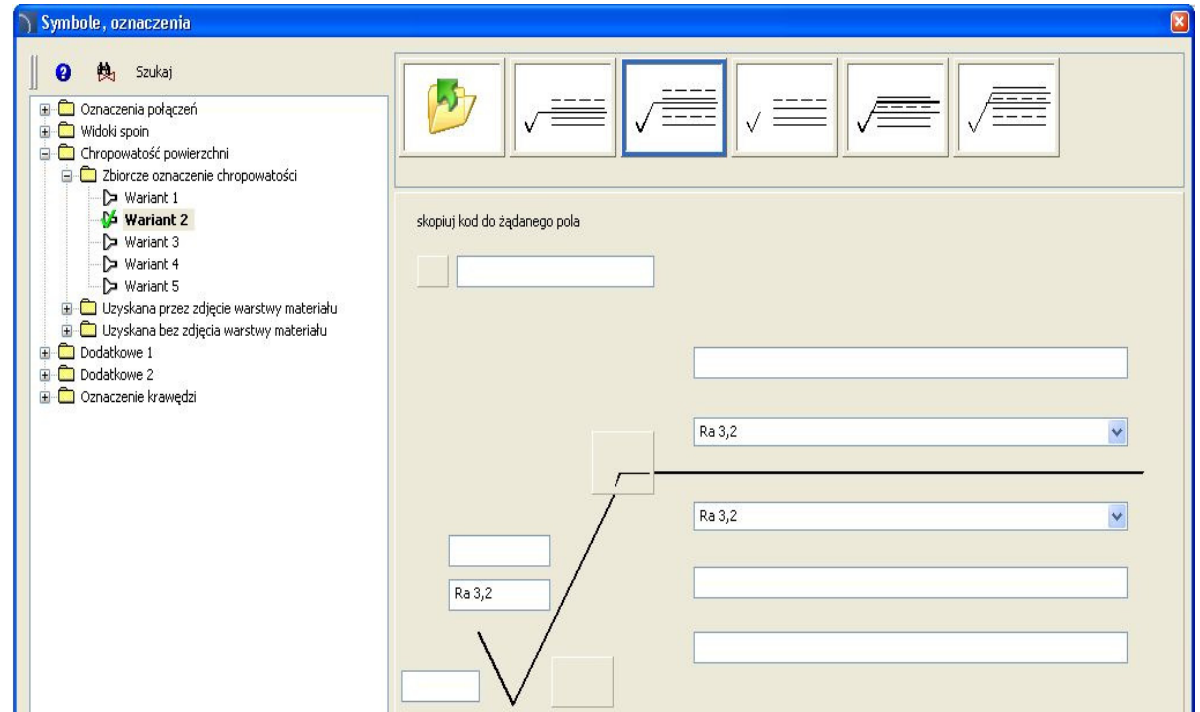 Symbole, oznaczenia
Szukaj
Oznaczenia połączeń
Widoki spoin
Chropowatość powierzchni
Zbiorcze oznaczenie chropowatości
Wariant 1
Wariant 2
Wariant 3
Wariant 4
Wariant 5
Uzyskana przez zdjęcie warstwy materiału
Uzyskana bez zdjęcia warstwy materiału
Dodatkowe 1
Dodatkowe 2
Oznaczenie krawędzi
skopiuj kod do żądanego pola
Ra 3,2
Ra 3,2
Ra 3,2